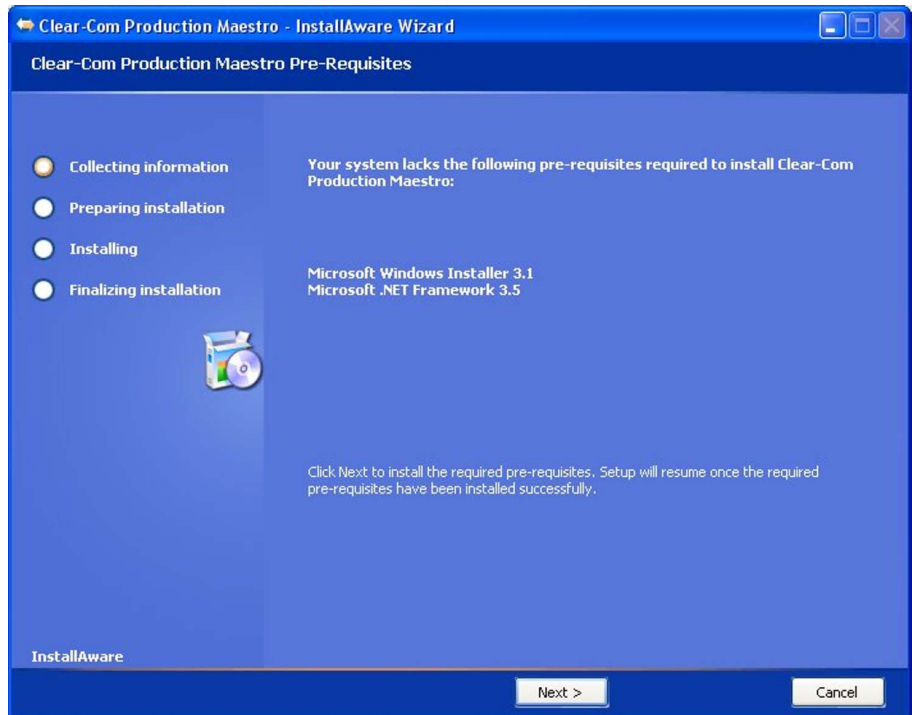 Clear-Com Production Maestro - InstallAware Wizard
Clear-Com Production Maestro Pre-Requisites
Collecting information
Preparing installation
Installing
Finalizing installation
Your system lacks the following pre-requisites required to install Clear-Com
Production Maestro:
Microsoft Windows Installer 3.1
Microsoft .NET Framework 3.5
Click Next to install the required pre-requisites. Setup will resume once the required
pre-requisites have been installed successfully.
InstallAware
Next >
Cancel